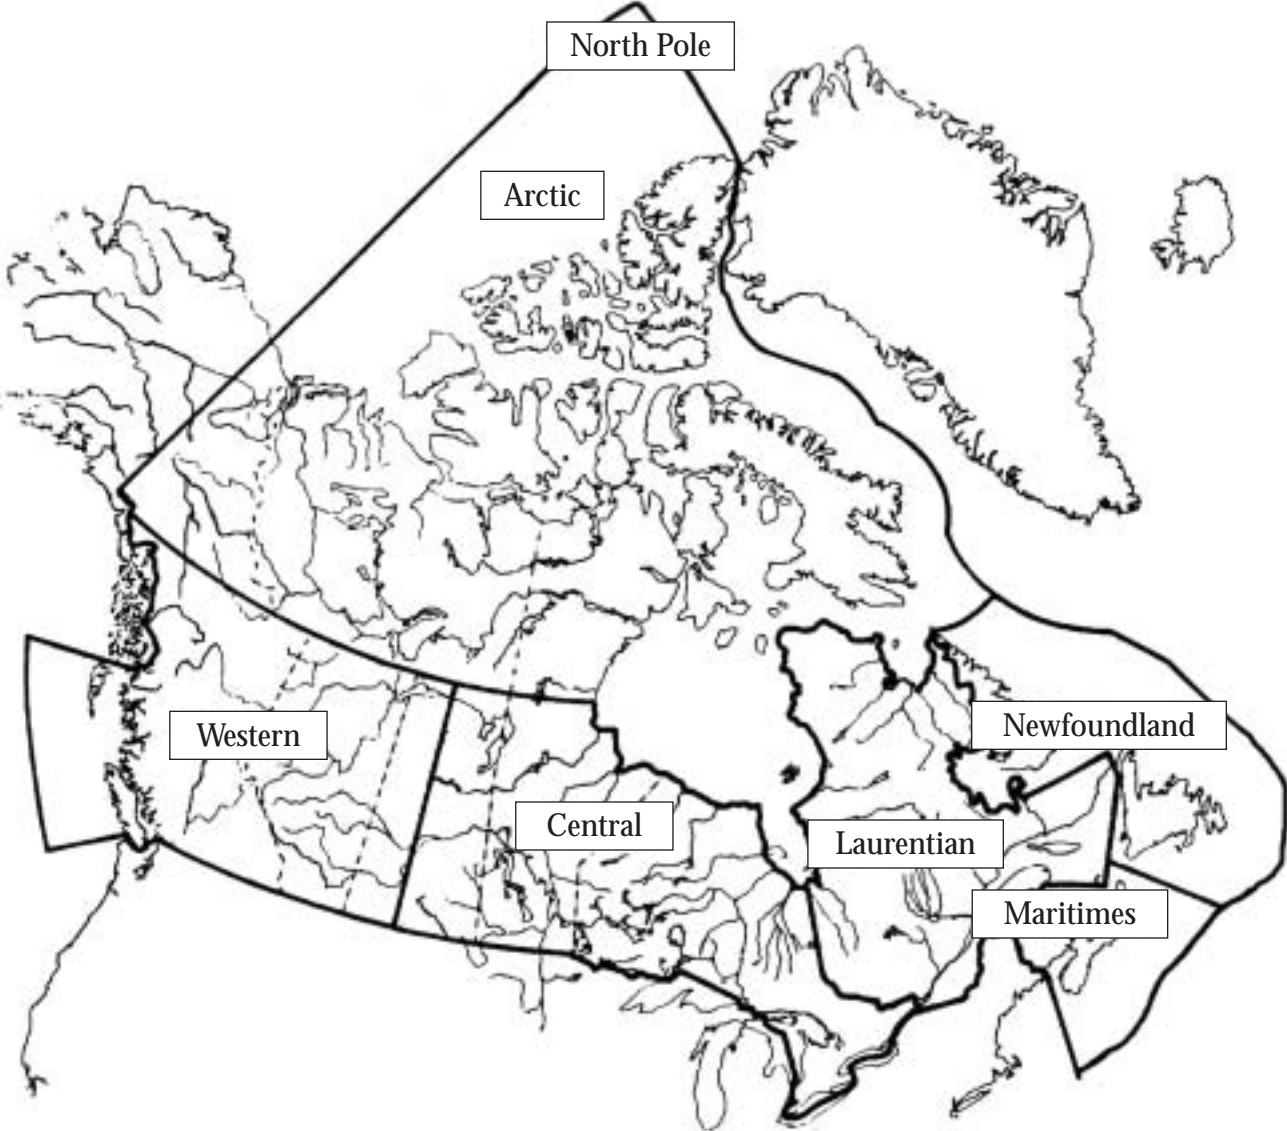 North Pole
Arctic
Newfoundland
Western
Central
Laurentian
Maritimes